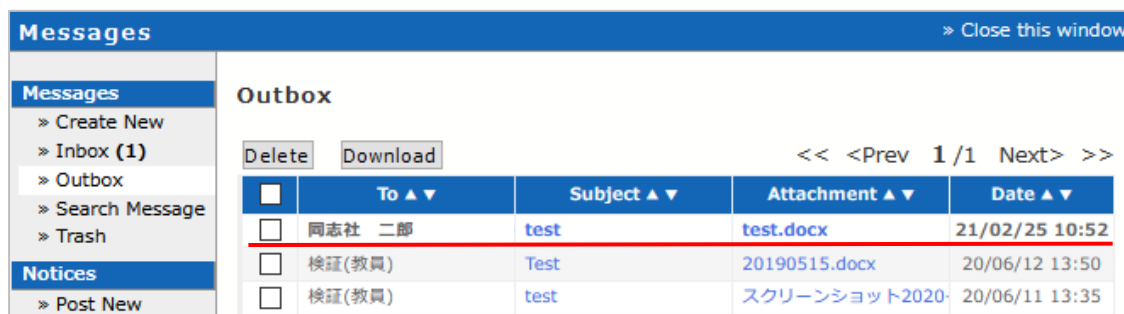 Messages » Close this window
Messages
» Create New
» Inbox (1)
» Outbox
» Search Message
» Trash
Notices
» Post New
Outbox
Delete Download << <Prev 1 /1 Next> >>
To ▲ ▼ Subject ▲ ▼ Attachment ▲ ▼ Date ▲ ▼
同志社 二郎 test test.docx 21/02/25 10:52
検証(教員) Test 20190515.docx 20/06/12 13:50
検証(教員) test スクリーンショット2020- 20/06/11 13:35